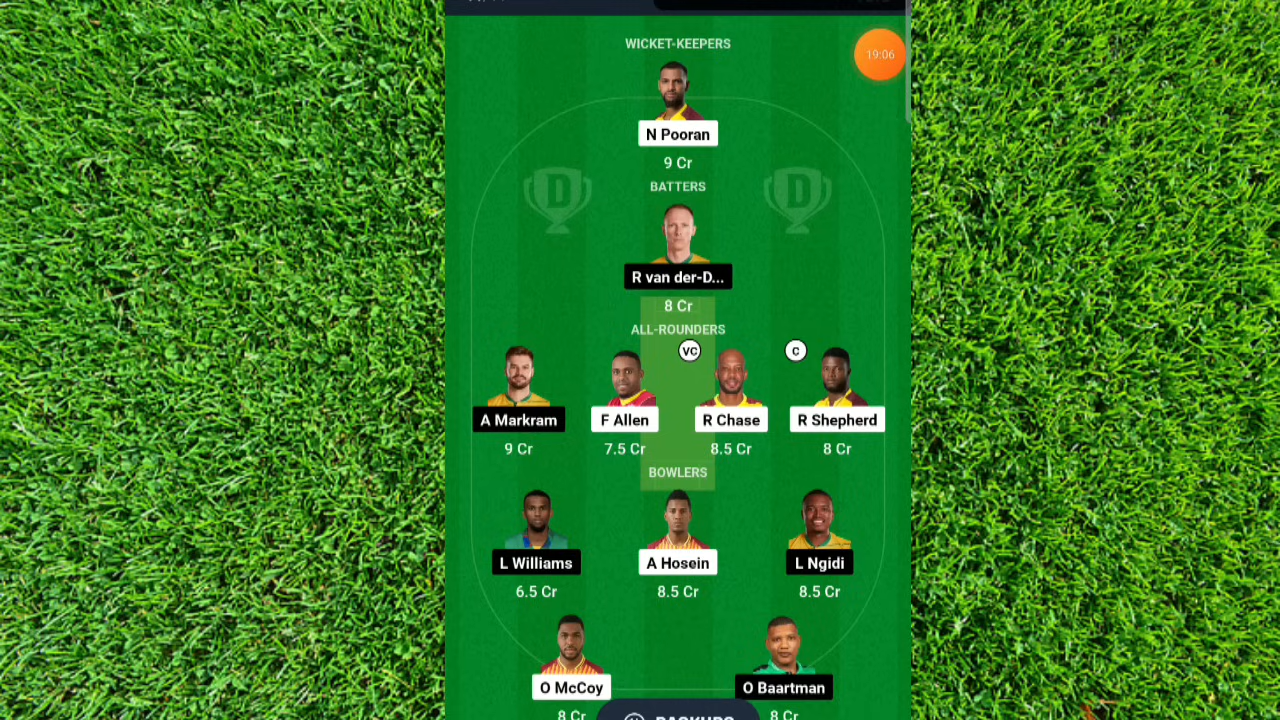 WICKET-KEEPERS
19:06
N Pooran
9 Cr
D D
BATTERS
R van der-D...
8 Cr
ALL-ROUNDERS
VC C
A Markram F Allen R Chase R Shepherd
9 Cr 7.5 Cr 8.5 Cr 8 Cr
BOWLERS
L Williams A Hosein L Ngidi
6.5 Cr 8.5 Cr 8.5 Cr
O McCoy O Baartman
8 Cr 8 Cr
BACKUPS